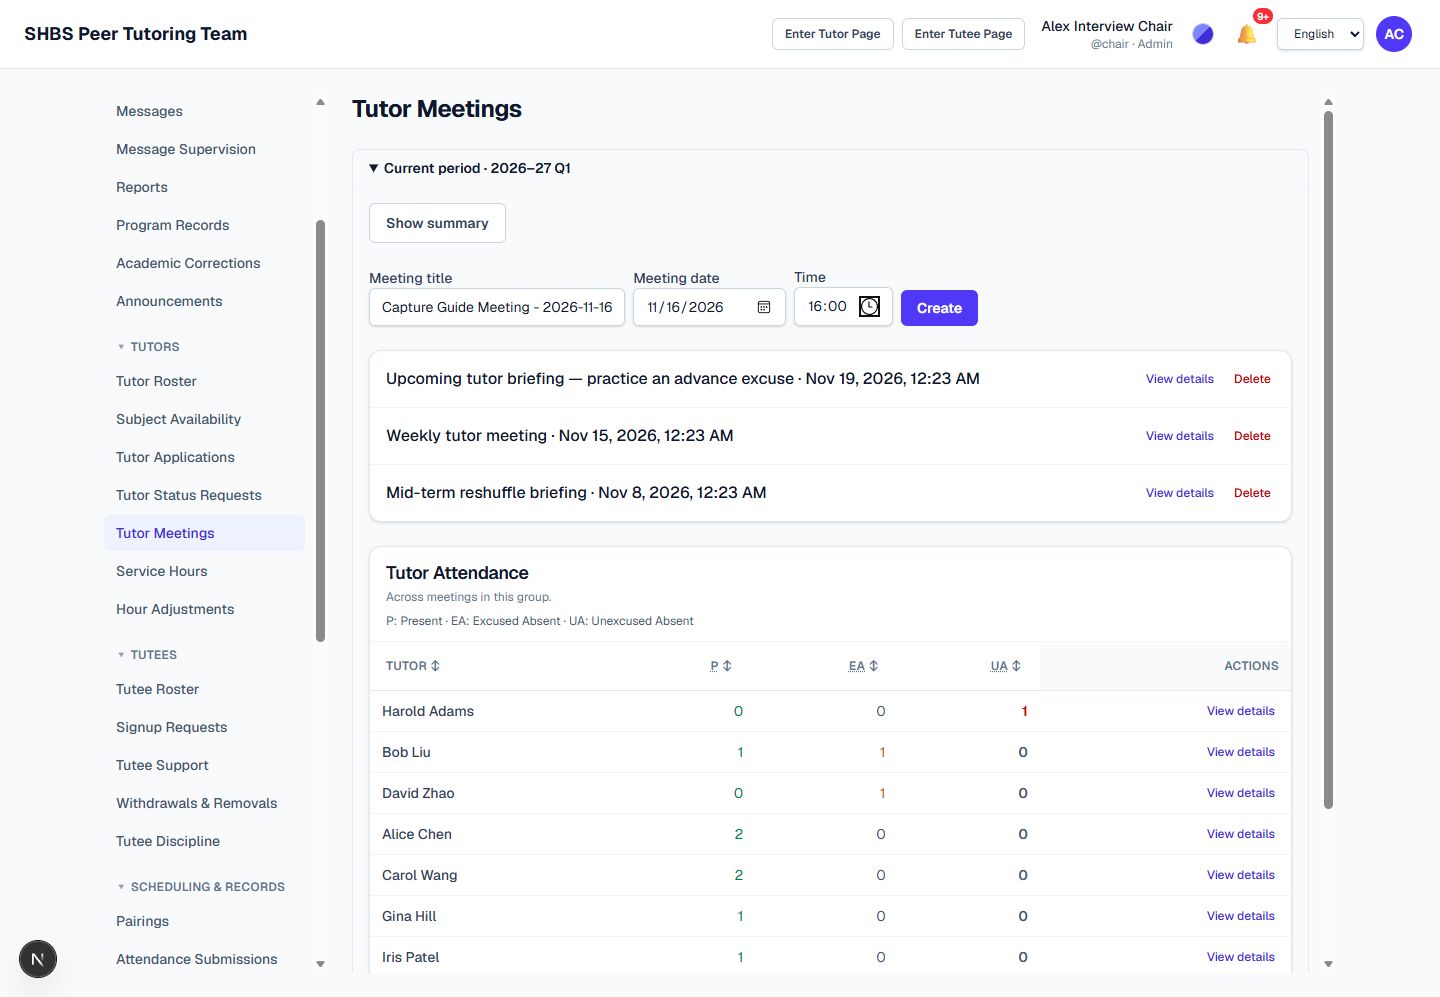 SHBS Peer Tutoring Team
Enter Tutor Page
Enter Tutee Page
Alex Interview Chair
@chair · Admin
9+
English
AC
Messages
Message Supervision
Reports
Program Records
Academic Corrections
Announcements
TUTORS
Tutor Roster
Subject Availability
Tutor Applications
Tutor Status Requests
Tutor Meetings
Service Hours
Hour Adjustments
TUTEES
Tutee Roster
Signup Requests
Tutee Support
Withdrawals & Removals
Tutee Discipline
SCHEDULING & RECORDS
Pairings
Attendance Submissions
N
Tutor Meetings
Current period · 2026–27 Q1
Show summary
Meeting title
Meeting date
Time
Capture Guide Meeting - 2026-11-16
11/16/2026
16:00
Create
Upcoming tutor briefing — practice an advance excuse · Nov 19, 2026, 12:23 AM View details Delete
Weekly tutor meeting · Nov 15, 2026, 12:23 AM View details Delete
Mid-term reshuffle briefing · Nov 8, 2026, 12:23 AM View details Delete
Tutor Attendance
Across meetings in this group.
P: Present · EA: Excused Absent · UA: Unexcused Absent
TUTOR P EA UA ACTIONS
Harold Adams 0 0 1 View details
Bob Liu 1 1 0 View details
David Zhao 0 1 0 View details
Alice Chen 2 0 0 View details
Carol Wang 2 0 0 View details
Gina Hill 1 0 0 View details
Iris Patel 1 0 0 View details